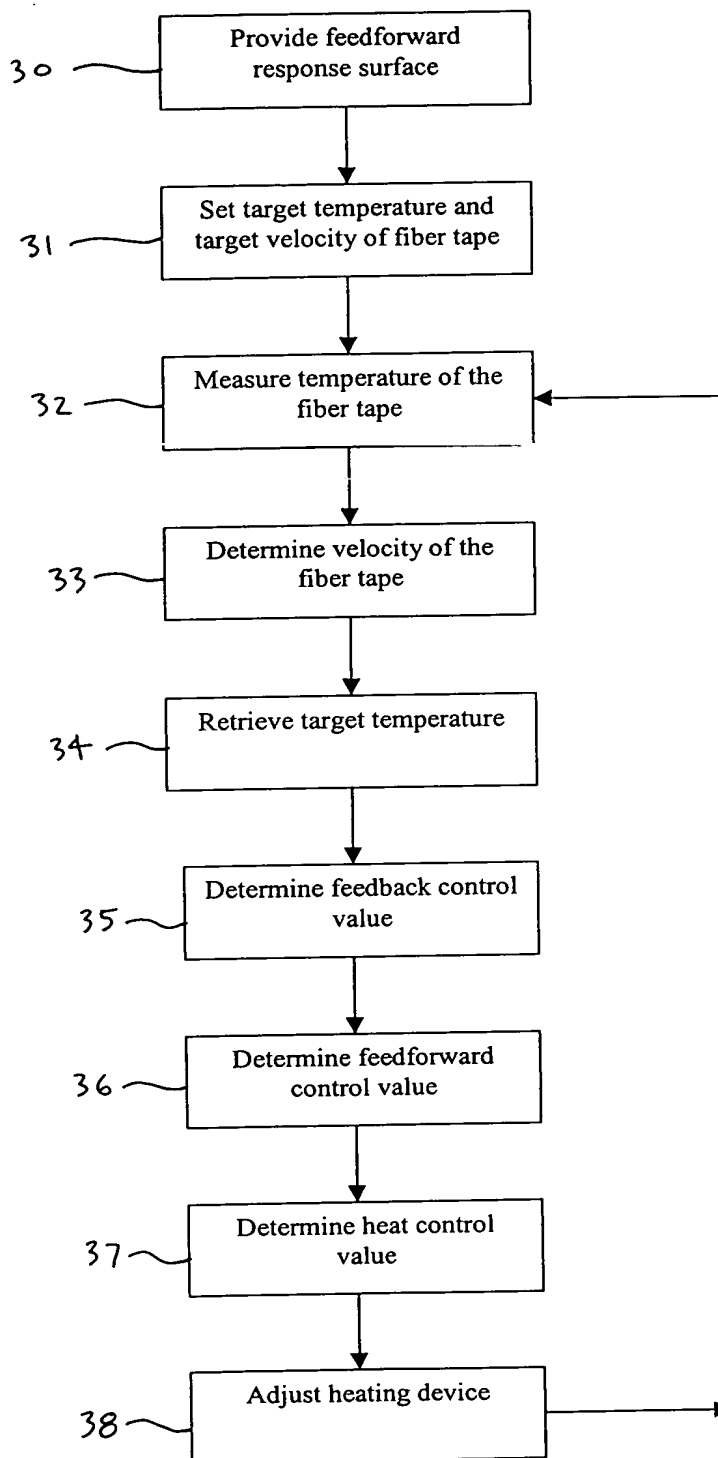 Provide feedforward
response surface
30
Set target temperature and
target velocity of fiber tape
31
Measure temperature of the
fiber tape
32
Determine velocity of the
fiber tape
33
Retrieve target temperature
34
Determine feedback control
value
35
Determine feedforward
control value
36
Determine heat control
value
37
Adjust heating device
38